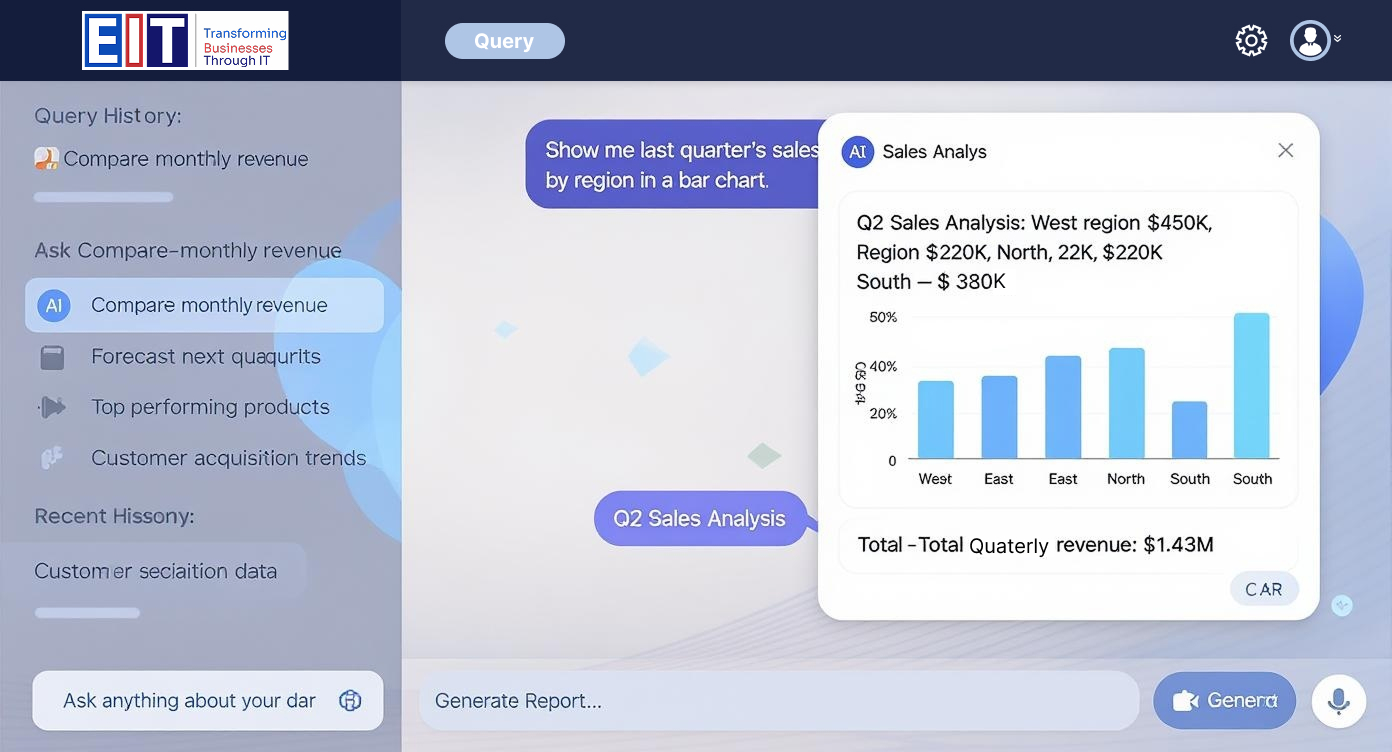 EIT
Transforming
Businesses
Through IT
Query
Query History:
Compare monthly revenue
Ask Compare-monthly revenue
AI Compare monthly revenue
Forecast next quaqurits
Top performing products
Customer acquisition trends
Recent Hissony:
Customer seciaition data
Ask anything about your dar
Show me last quarter's sales
by region in a bar chart.
Q2 Sales Analysis
AI Sales Analys
Q2 Sales Analysis: West region $450K,
Region $220K, North, 22K, $220K
South — $ 380K
50%
40%
20%
0
West East East North South South
Total -Total Quaterly revenue: $1.43M
CAR
Generate Report...